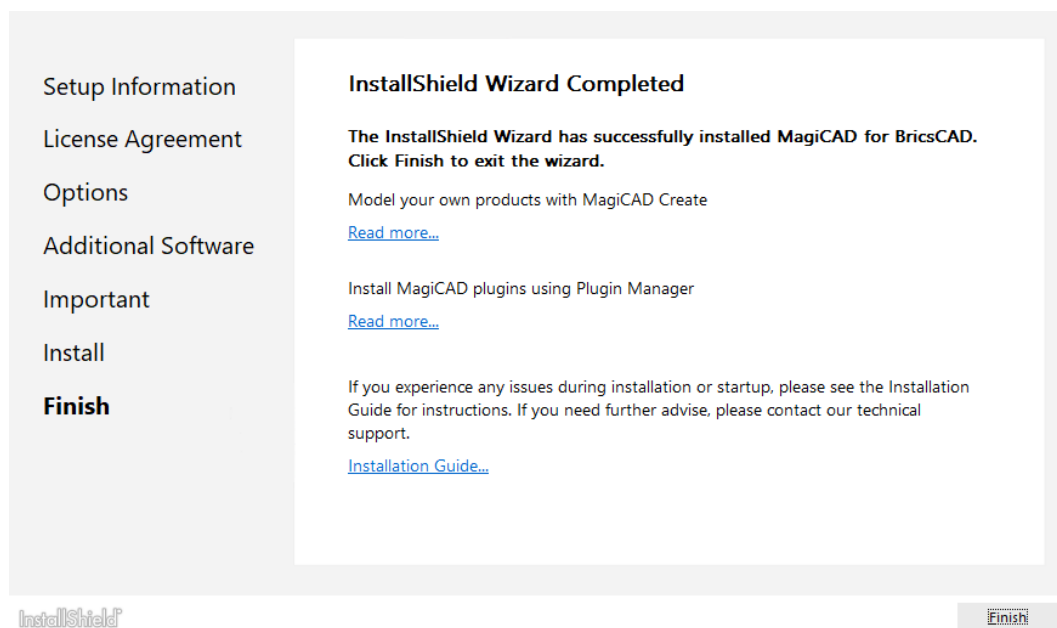 Setup Information
License Agreement
Options
Additional Software
Important
Install
Finish
InstallShield Wizard Completed
The InstallShield Wizard has successfully installed MagiCAD for BricsCAD.
Click Finish to exit the wizard.
Model your own products with MagiCAD Create
Read more...
Install MagiCAD plugins using Plugin Manager
Read more...
If you experience any issues during installation or startup, please see the Installation
Guide for instructions. If you need further advise, please contact our technical
support.
Installation Guide...
InstallShield
Finish